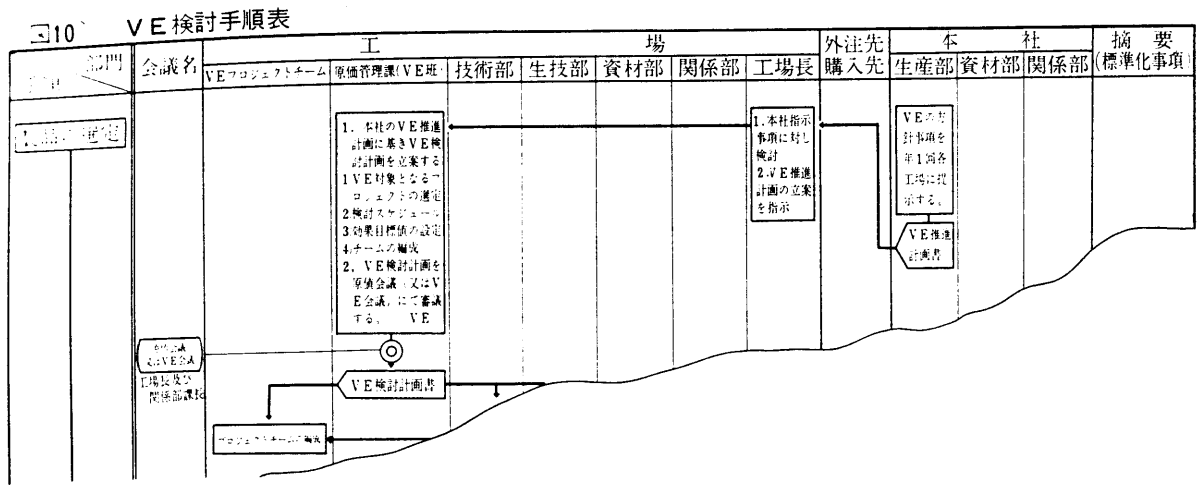 図10 VE検討手順表
部門
会議名
工場
外注先
購入先
本社
摘要
(標準化事項)
VEプロジェクトチーム
原価管理課(VE班)
技術部
生技部
資材部
関係部
工場長
生産部
資材部
関係部
選定
1. 本社のVE推進
計画に基きVE検
討計画を立案する
1 VE対象となるプ
ロジェクトの選定
2.検討スケジュール
3.効果目標値の設定
4.チームの編成
2. VE検討計画を
原価会議(又はV
E会議)にて審議
する。 VE
1.本社指示
事項に対し
検討
2.VE推進
計画の立案
を指示
VEの方
針事項を
年1回各
工場に提
示する。
VE推進
計画書
原価会議
又はVE会議
工場長及び
関係部課長
VE検討計画書
プロジェクトチームの編成